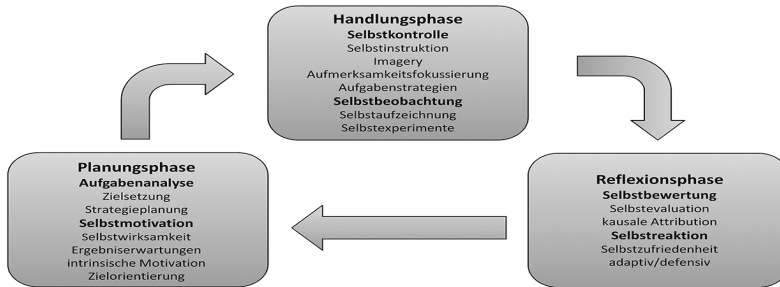 Handlungsphase
Selbstkontrolle
Selbstinstruktion
Imagery
Aufmerksamkeitsfokussierung
Aufgabenstrategien
Selbstbeobachtung
Selbstaufzeichnung
Selbstexperimente
Planungsphase
Aufgabenanalyse
Zielsetzung
Strategieplanung
Selbstmotivation
Selbstwirksamkeit
Ergebniserwartungen
intrinsische Motivation
Zielorientierung
Reflexionsphase
Selbstbewertung
Selbstevaluation
kausale Attribution
Selbstreaktion
Selbstzufriedenheit
adaptiv/defensiv